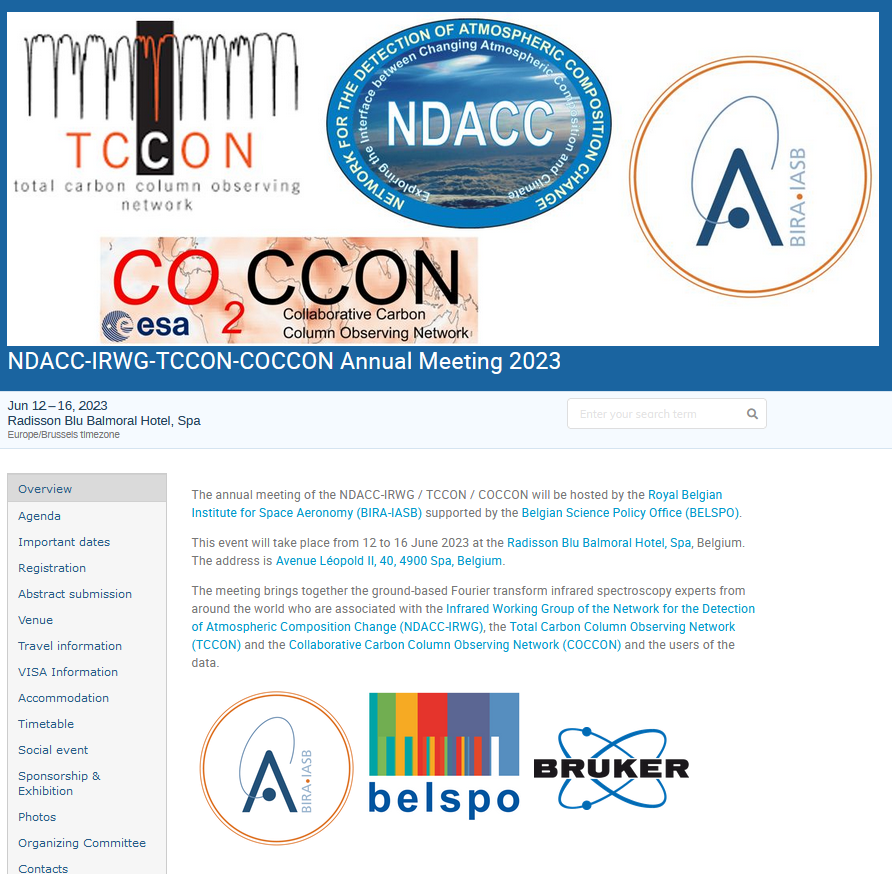 TCCON
total carbon column observing
network
NETWORK FOR THE DETECTION OF ATMOSPHERIC COMPOSITION CHANGE
Exploring the Interface between Changing Atmospheric Composition and Climate
NDACC
BIRA•IASB
CO2CCON
esa
Collaborative Carbon
Column Observing Network
NDACC-IRWG-TCCON-COCCON Annual Meeting 2023
Jun 12 – 16, 2023
Radisson Blu Balmoral Hotel, Spa
Europe/Brussels timezone
Enter your search term
Overview
Agenda
Important dates
Registration
Abstract submission
Venue
Travel information
VISA Information
Accommodation
Timetable
Social event
Sponsorship &
Exhibition
Photos
Organizing Committee
Contacts
The annual meeting of the NDACC-IRWG / TCCON / COCCON will be hosted by the Royal Belgian
Institute for Space Aeronomy (BIRA-IASB) supported by the Belgian Science Policy Office (BELSPO).
This event will take place from 12 to 16 June 2023 at the Radisson Blu Balmoral Hotel, Spa, Belgium.
The address is Avenue Léopold II, 40, 4900 Spa, Belgium.
The meeting brings together the ground-based Fourier transform infrared spectroscopy experts from
around the world who are associated with the Infrared Working Group of the Network for the Detection
of Atmospheric Composition Change (NDACC-IRWG), the Total Carbon Column Observing Network
(TCCON) and the Collaborative Carbon Column Observing Network (COCCON) and the users of the
data.
BIRA•IASB
belspo
BRUKER